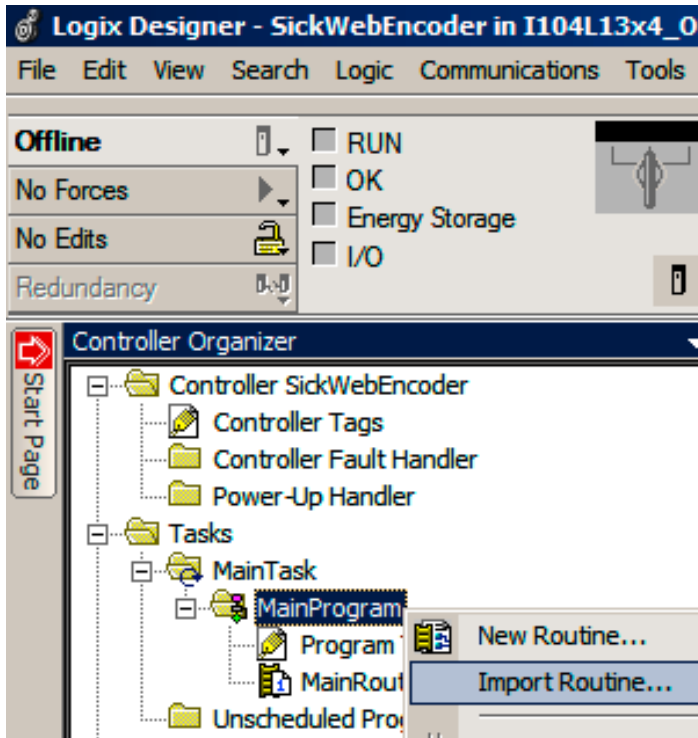 Logix Designer - SickWebEncoder in I104L13x4_
File Edit View Search Logic Communications Tools
Offline
RUN
No Forces
OK
Energy Storage
No Edits
I/O
Redundancy
Start Page
Controller Organizer
Controller SickWebEncoder
Controller Tags
Controller Fault Handler
Power-Up Handler
Tasks
MainTask
MainProgram
New Routine...
Program
MainRout
Import Routine...
Unscheduled Pro